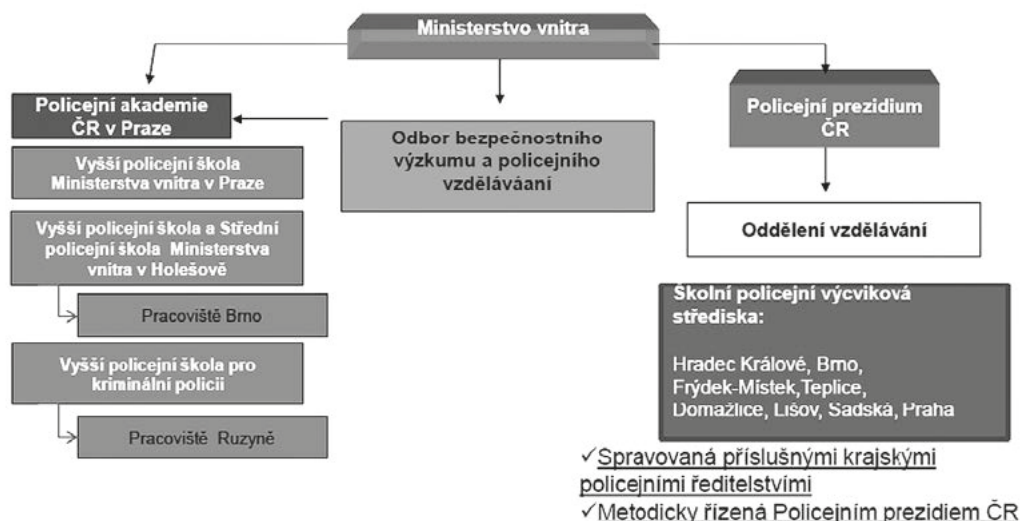 Ministerstvo vnitra
Policejní akademie
ČR v Praze
Vyšší policejní škola
Ministerstva vnitra v Praze
Vyšší policejní škola a Střední
policejní škola Ministerstva
vnitra v Holešově
Pracoviště Brno
Vyšší policejní škola pro
kriminální policii
Pracoviště Ruzyně
Odbor bezpečnostního
výzkumu a policejního
vzděláváaní
Policejní prezidium
ČR
Oddělení vzdělávání
Školní policejní výcviková
střediska:
Hradec Králové, Brno,
Frýdek-Místek,Teplice,
Domažlice, Lišov, Sadská, Praha
✓Spravovaná příslušnými krajskými
policejními ředitelstvími
✓Metodicky řízená Policejním prezidiem ČR